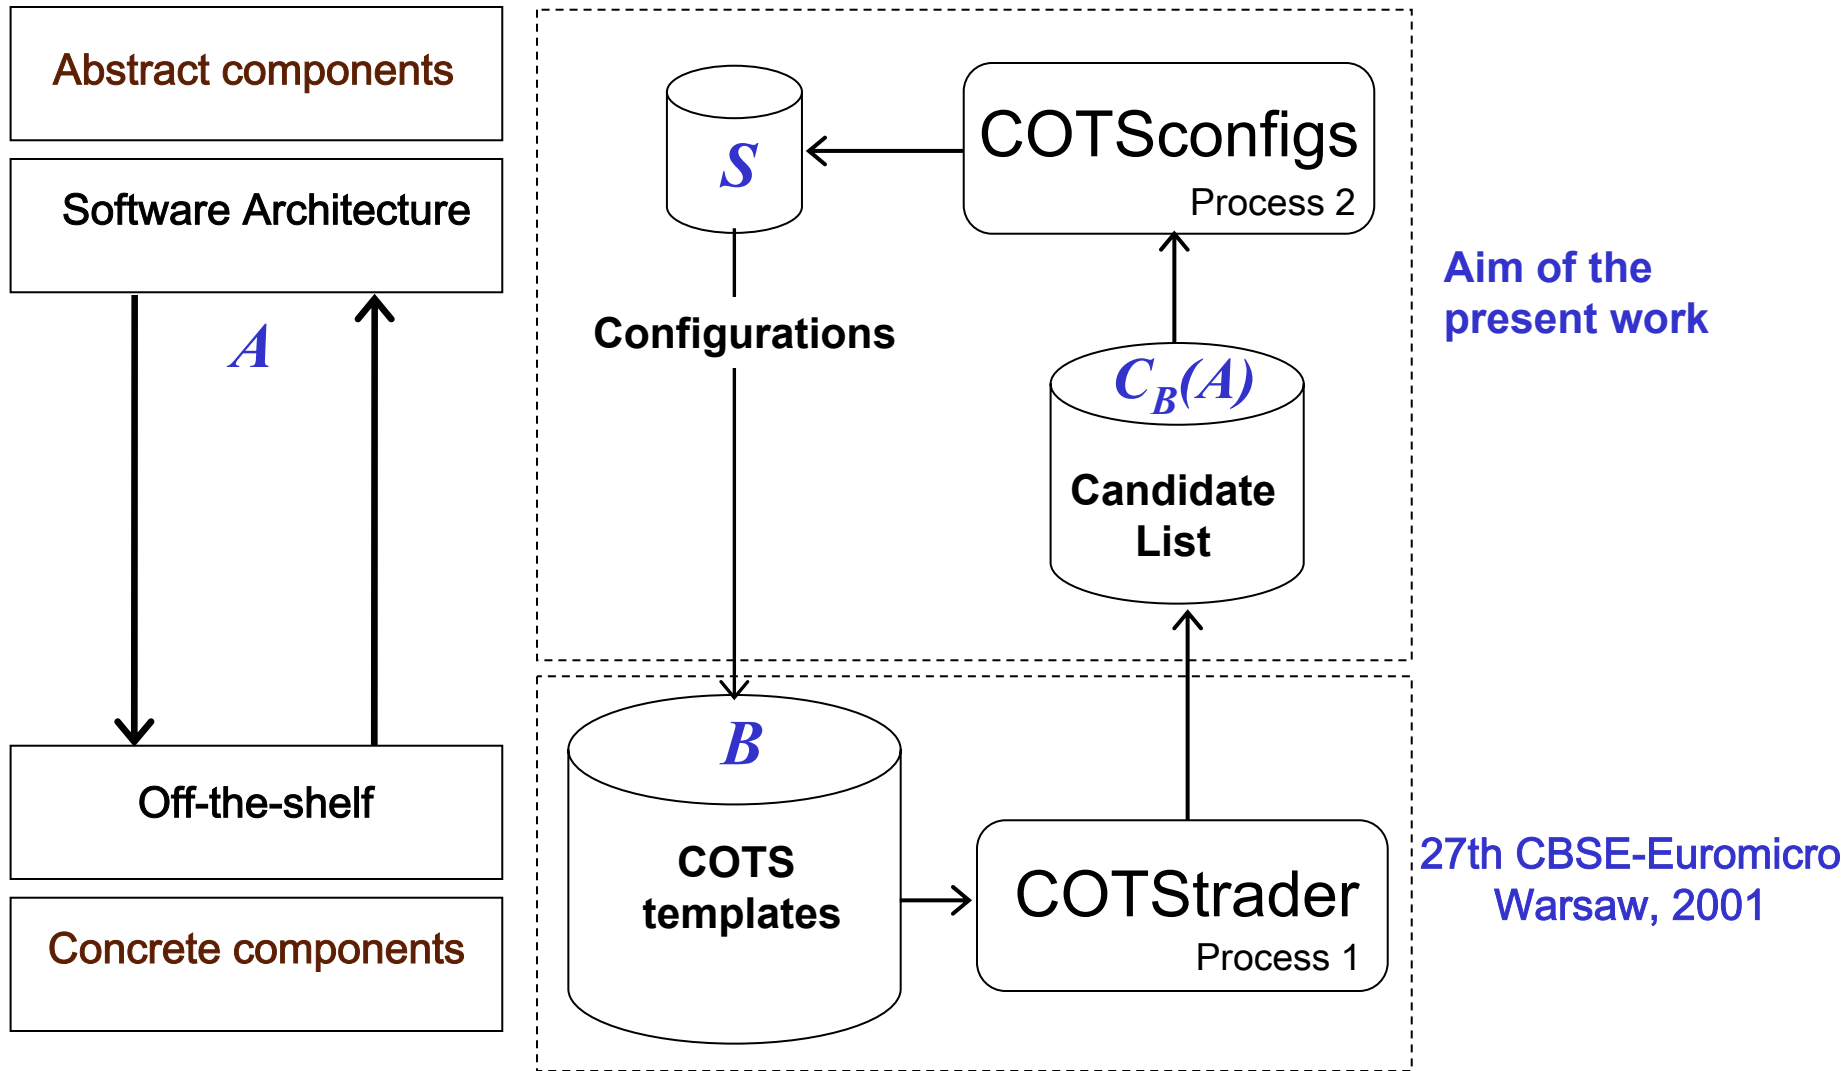 Abstract components
Software Architecture
A
Off-the-shelf
Concrete components
S
COTSconfigs
Process 2
Configurations
C_B(A)
Candidate
List
Aim of the
present work
B
COTS
templates
COTStrader
Process 1
27th CBSE-Euromicro
Warsaw, 2001